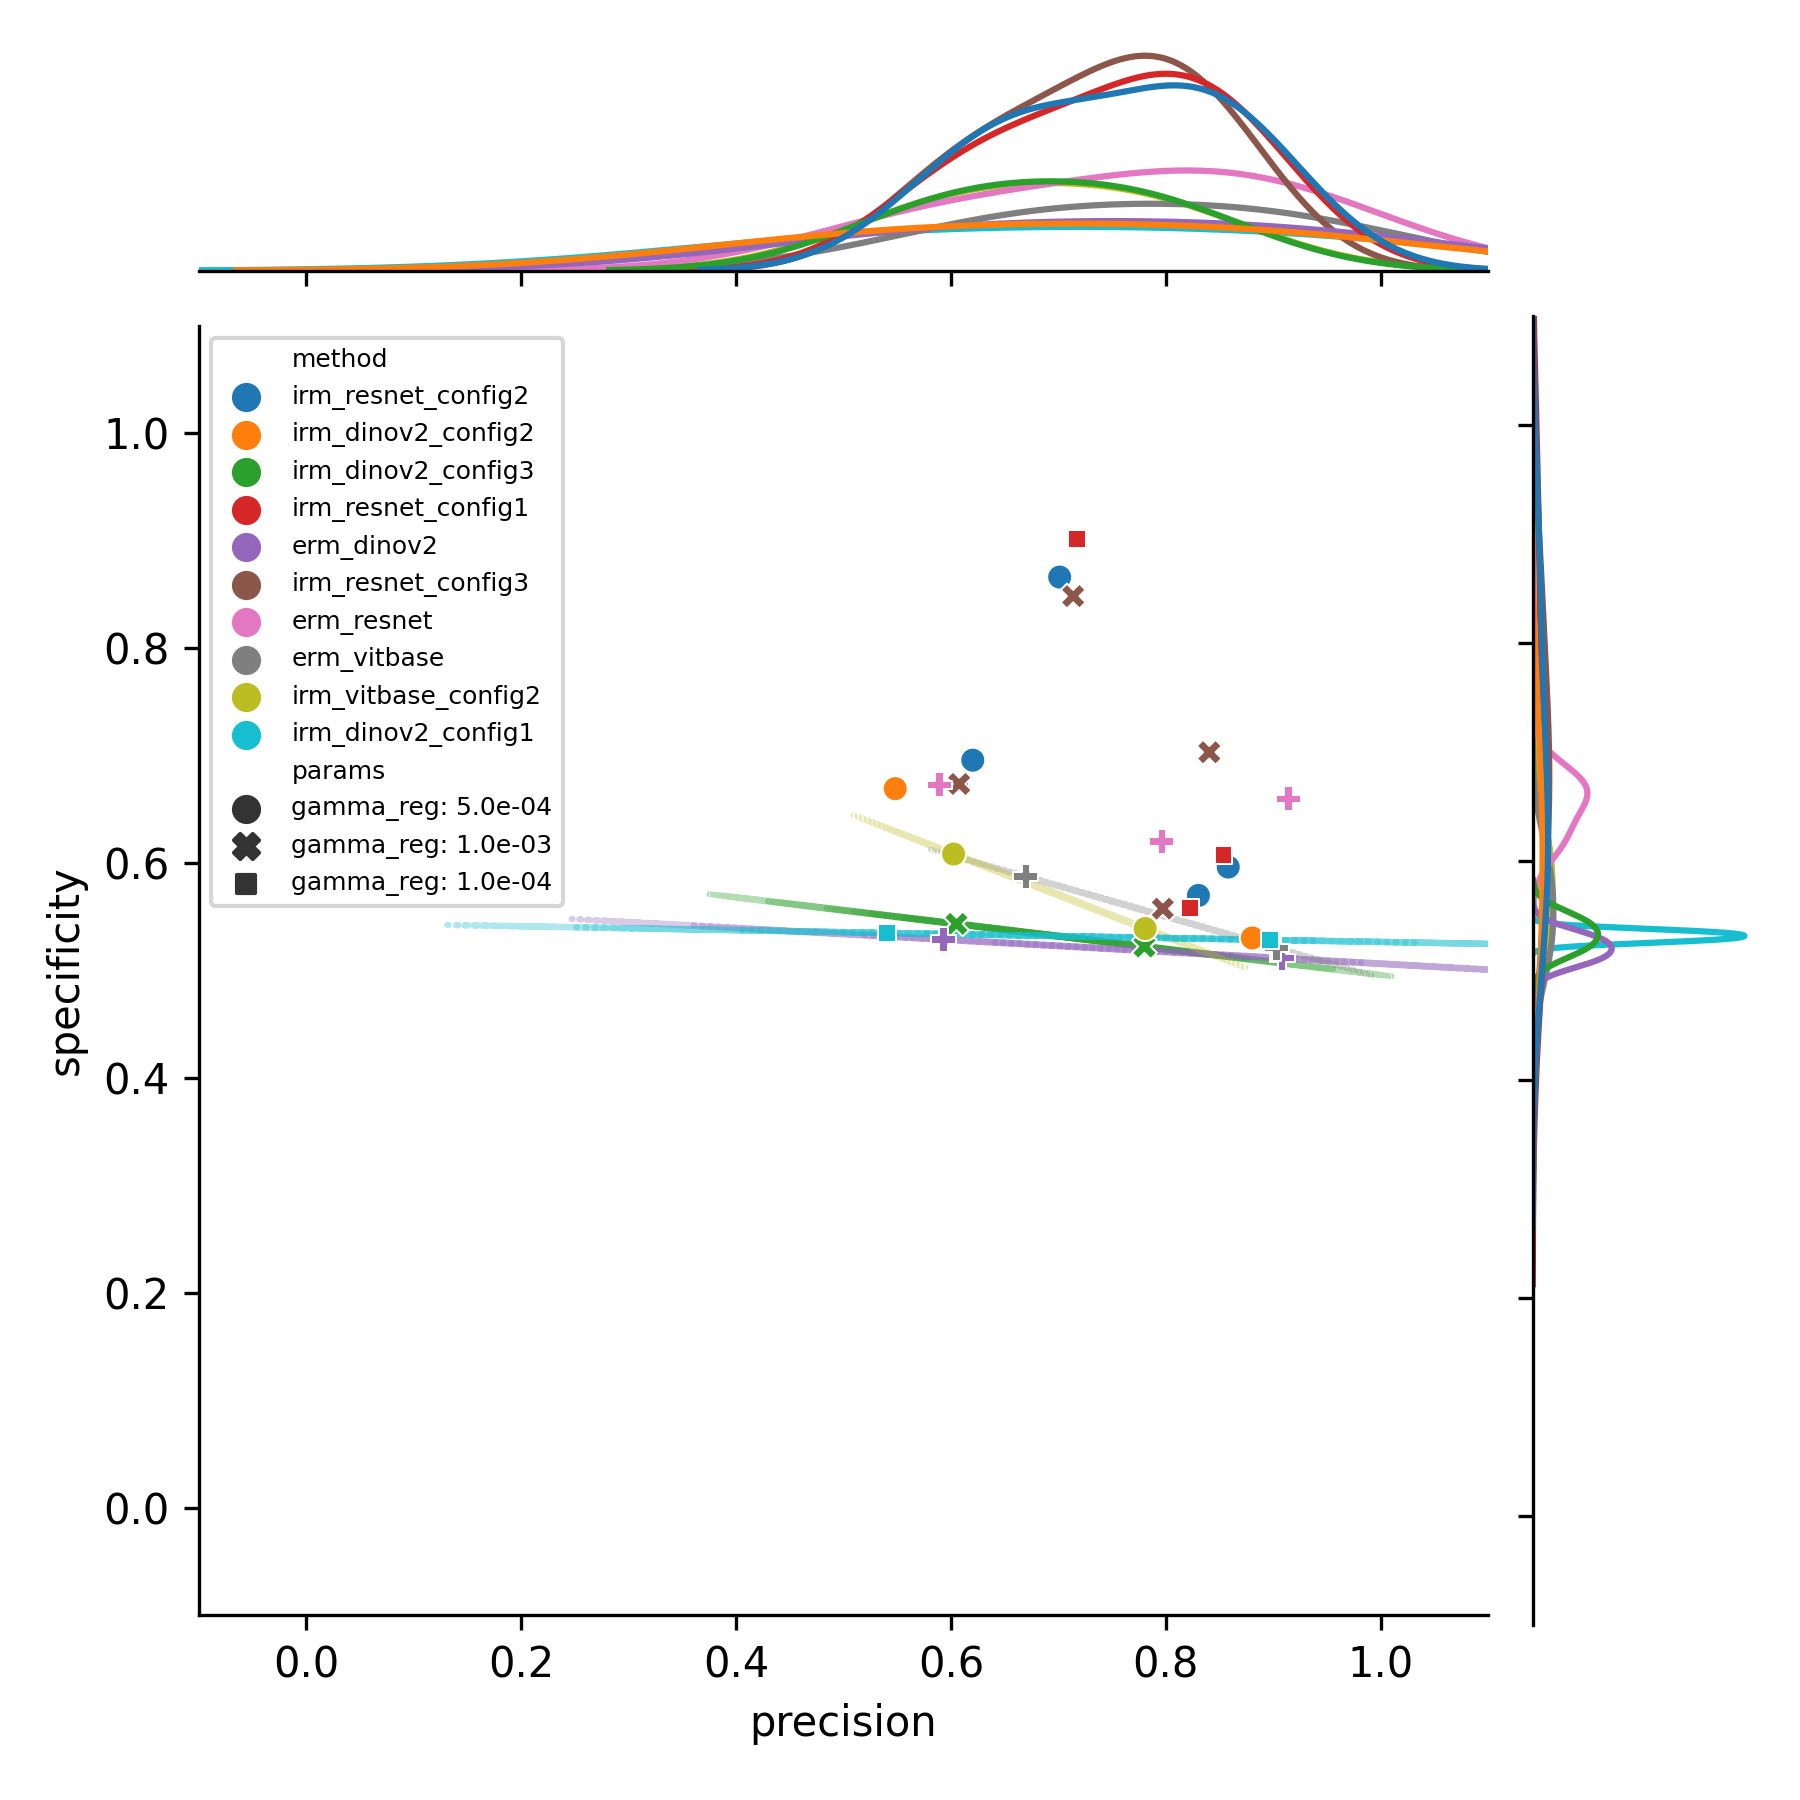 method
irm_resnet_config2
irm_dinov2_config2
irm_dinov2_config3
irm_resnet_config1
erm_dinov2
irm_resnet_config3
erm_resnet
erm_vitbase
irm_vitbase_config2
irm_dinov2_config1
params
gamma_reg: 5.0e-04
gamma_reg: 1.0e-03
gamma_reg: 1.0e-04
1.0
0.8
0.6
0.4
0.2
0.0
specificity
0.0 0.2 0.4 0.6 0.8 1.0
precision